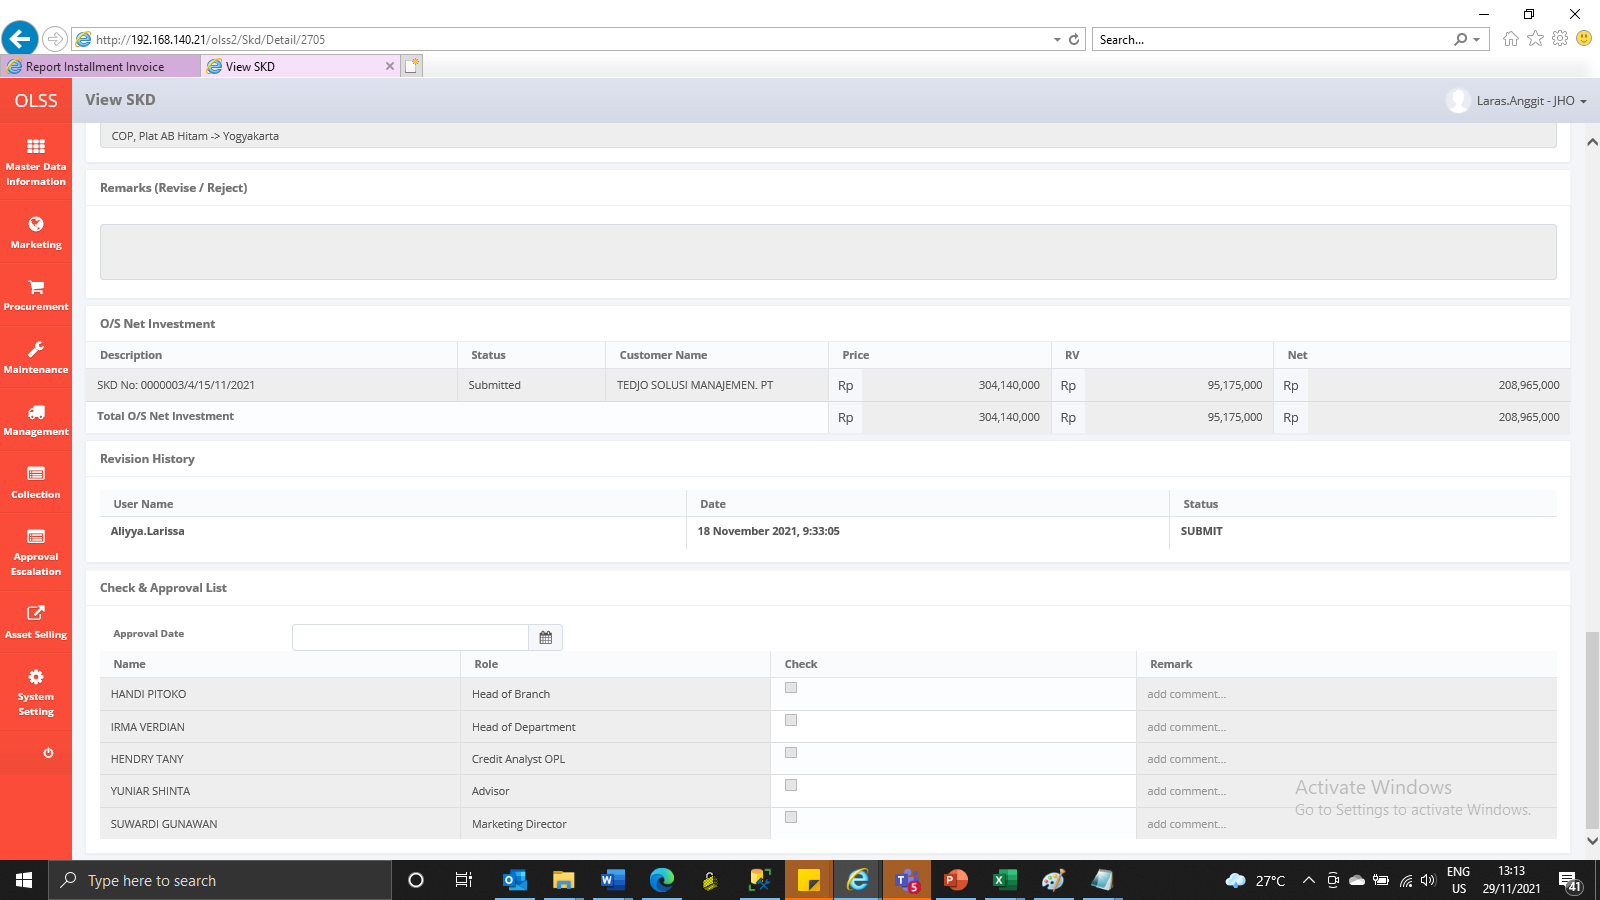 http://192.168.140.21/olss2/Skd/Detail/2705
Search...
Report Installment Invoice
View SKD
OLSS
View SKD
Laras.Anggit - JHO
Master Data
Information
Marketing
Procurement
Maintenance
Management
Collection
Approval
Escalation
Asset Selling
System
Setting
COP, Plat AB Hitam -> Yogyakarta
Remarks (Revise / Reject)
O/S Net Investment
Description Status Customer Name Price RV Net
SKD No: 0000003/4/15/11/2021 Submitted TEDJO SOLUSI MANAJEMEN. PT Rp 304,140,000 Rp 95,175,000 Rp 208,965,000
Total O/S Net Investment Rp 304,140,000 Rp 95,175,000 Rp 208,965,000
Revision History
User Name Date Status
Aliyya.Larissa 18 November 2021, 9:33:05 SUBMIT
Check & Approval List
Approval Date
Name Role Check Remark
HANDI PITOKO Head of Branch add comment...
IRMA VERDIAN Head of Department add comment...
HENDRY TANY Credit Analyst OPL add comment...
YUNIAR SHINTA Advisor add comment...
SUWARDI GUNAWAN Marketing Director add comment...
Activate Windows
Go to Settings to activate Windows.
Type here to search
5
27°C
ENG
US
13:13
29/11/2021
41